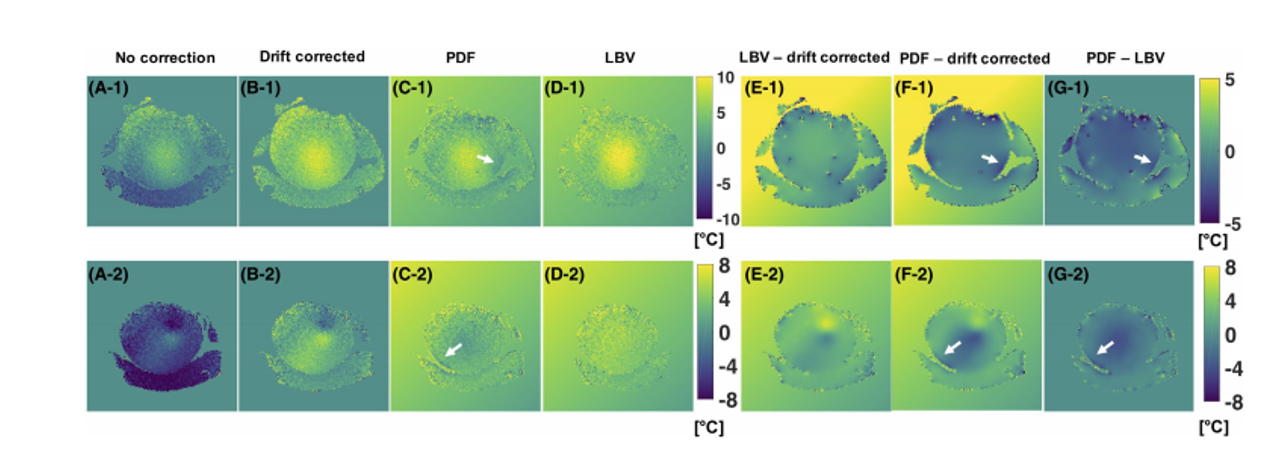 No correction Drift corrected PDF LBV LBV – drift corrected PDF – drift corrected PDF – LBV
(A-1) (B-1) (C-1) (D-1) 10 (E-1) (F-1) (G-1) 5
5
0 0
-5
-10 -5
[°C] [°C]
(A-2) (B-2) (C-2) (D-2) 8 (E-2) (F-2) (G-2) 8
4 4
0 0
-4 -4
-8 -8
[°C] [°C]